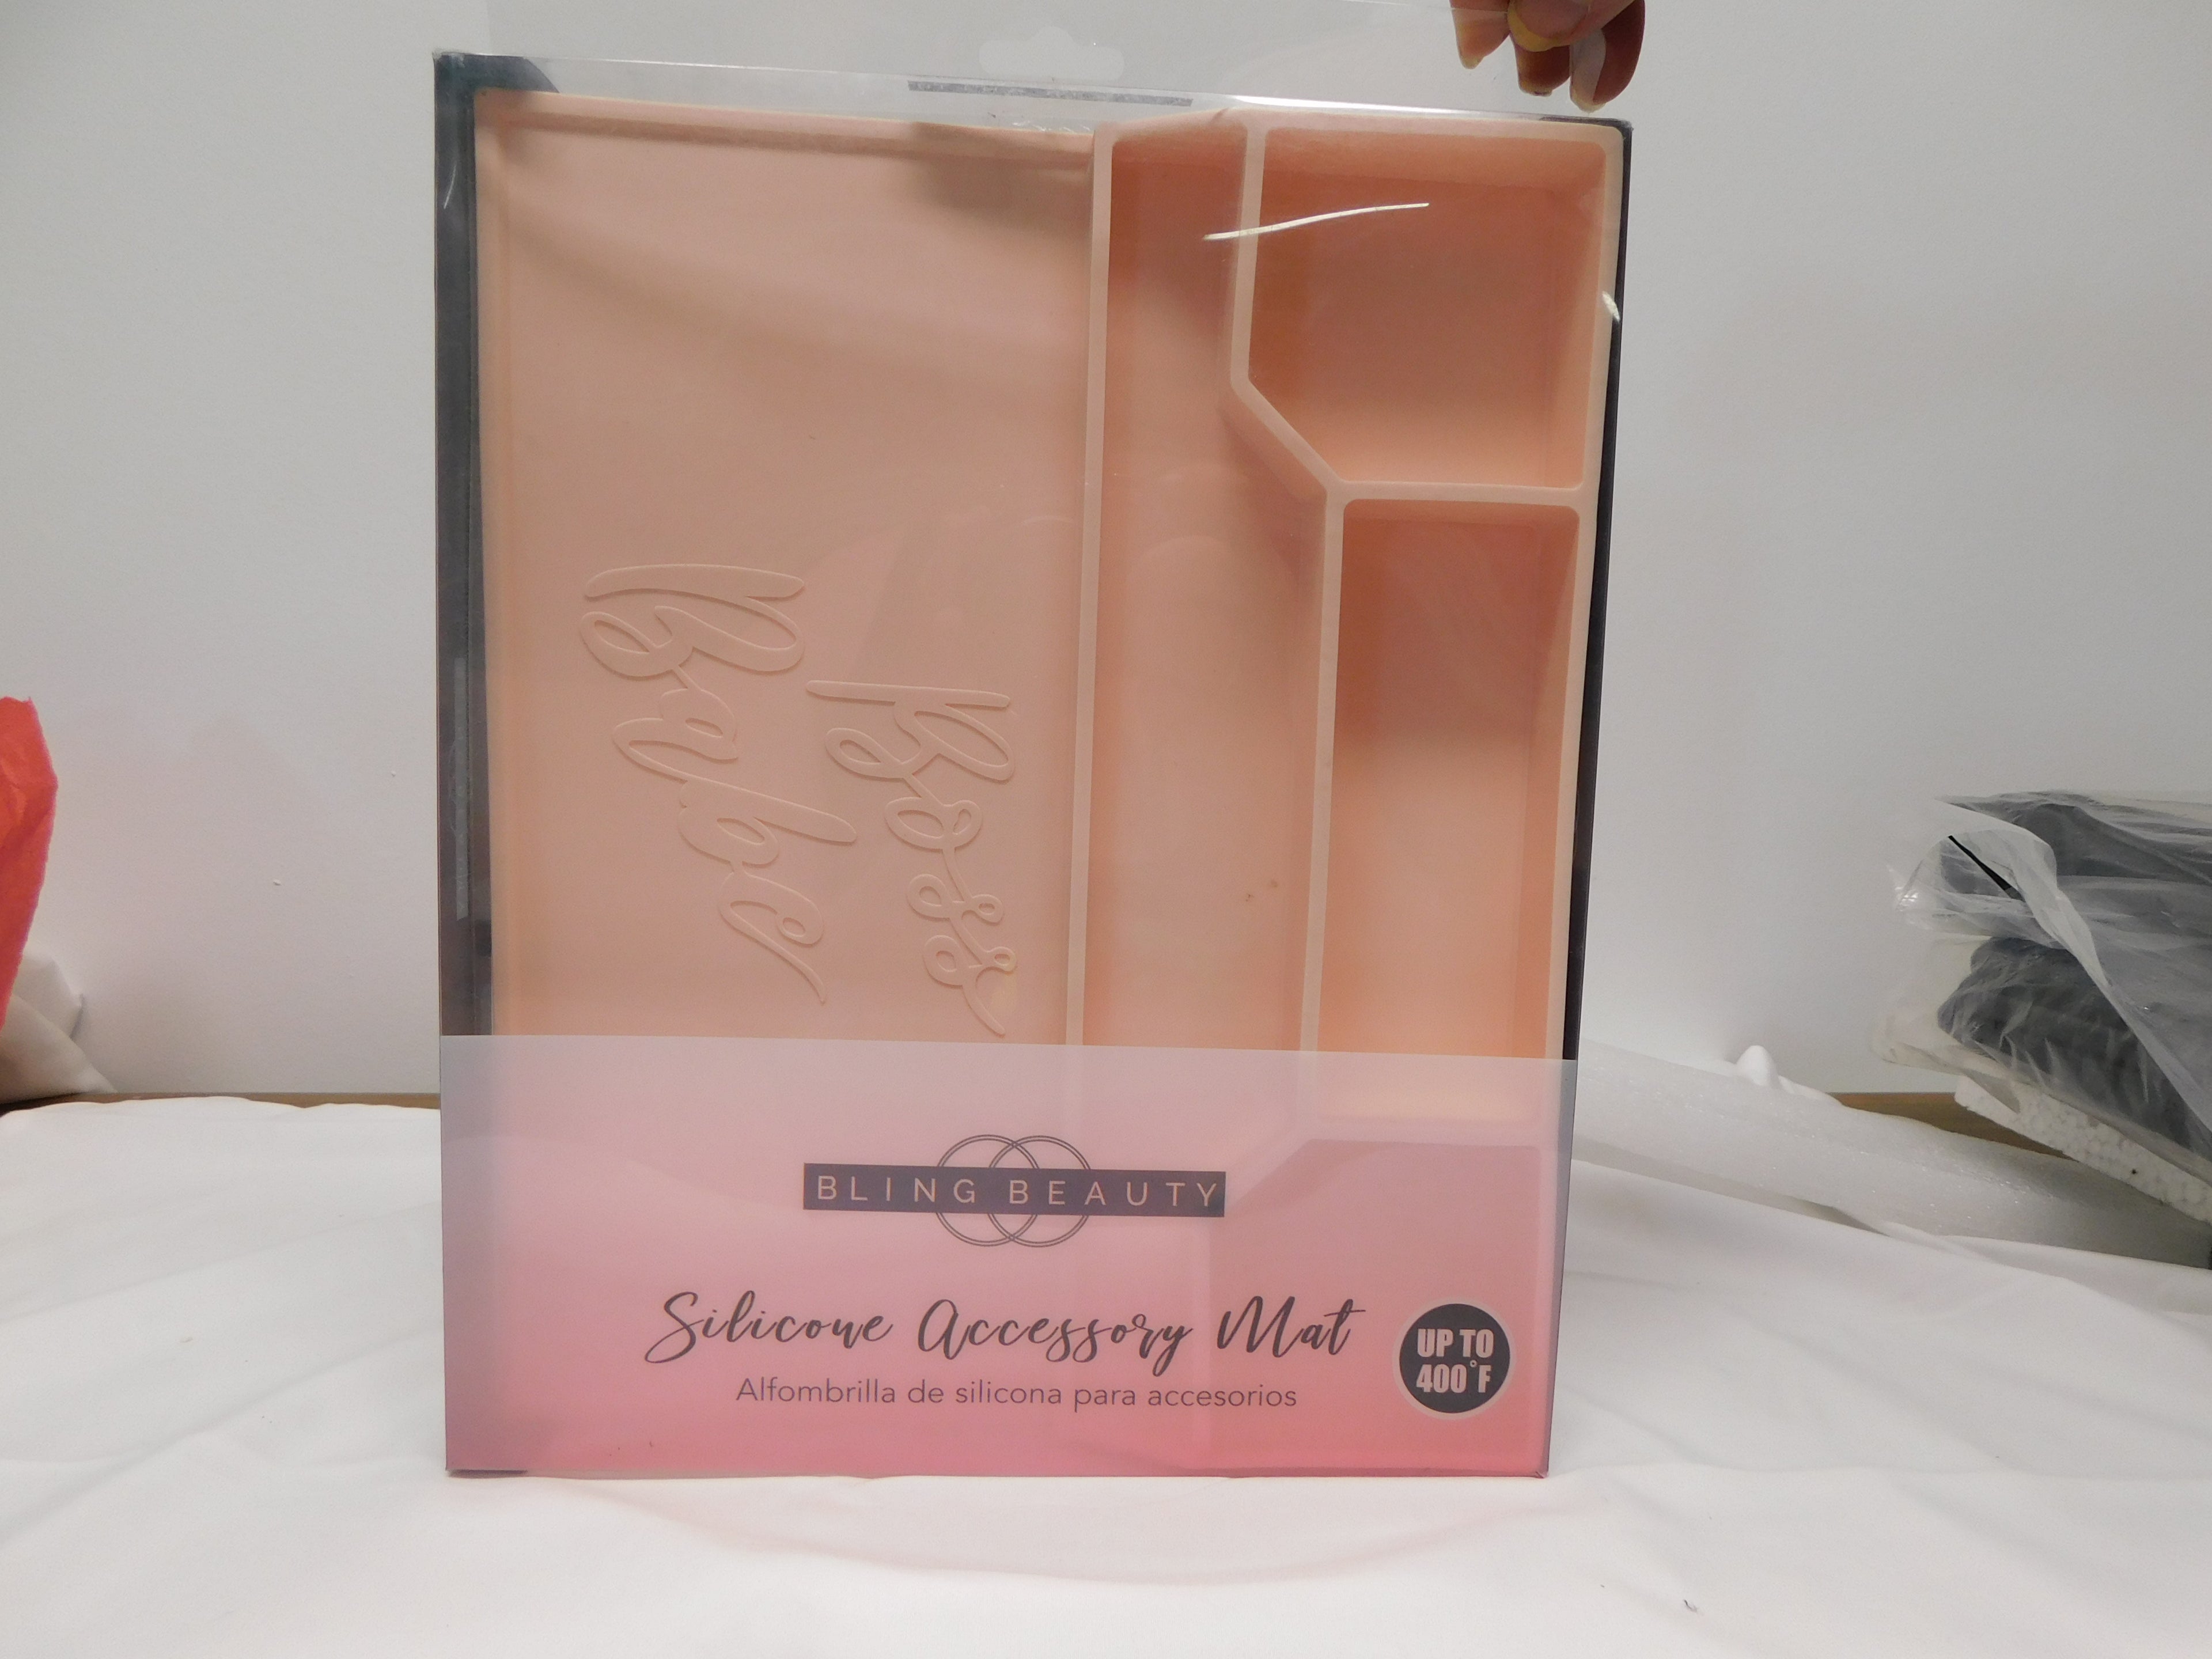 Boss
Babe
BLING BEAUTY
Silicone Accessory Mat
Alfombrilla de silicona para accesorios
UP TO
400°F